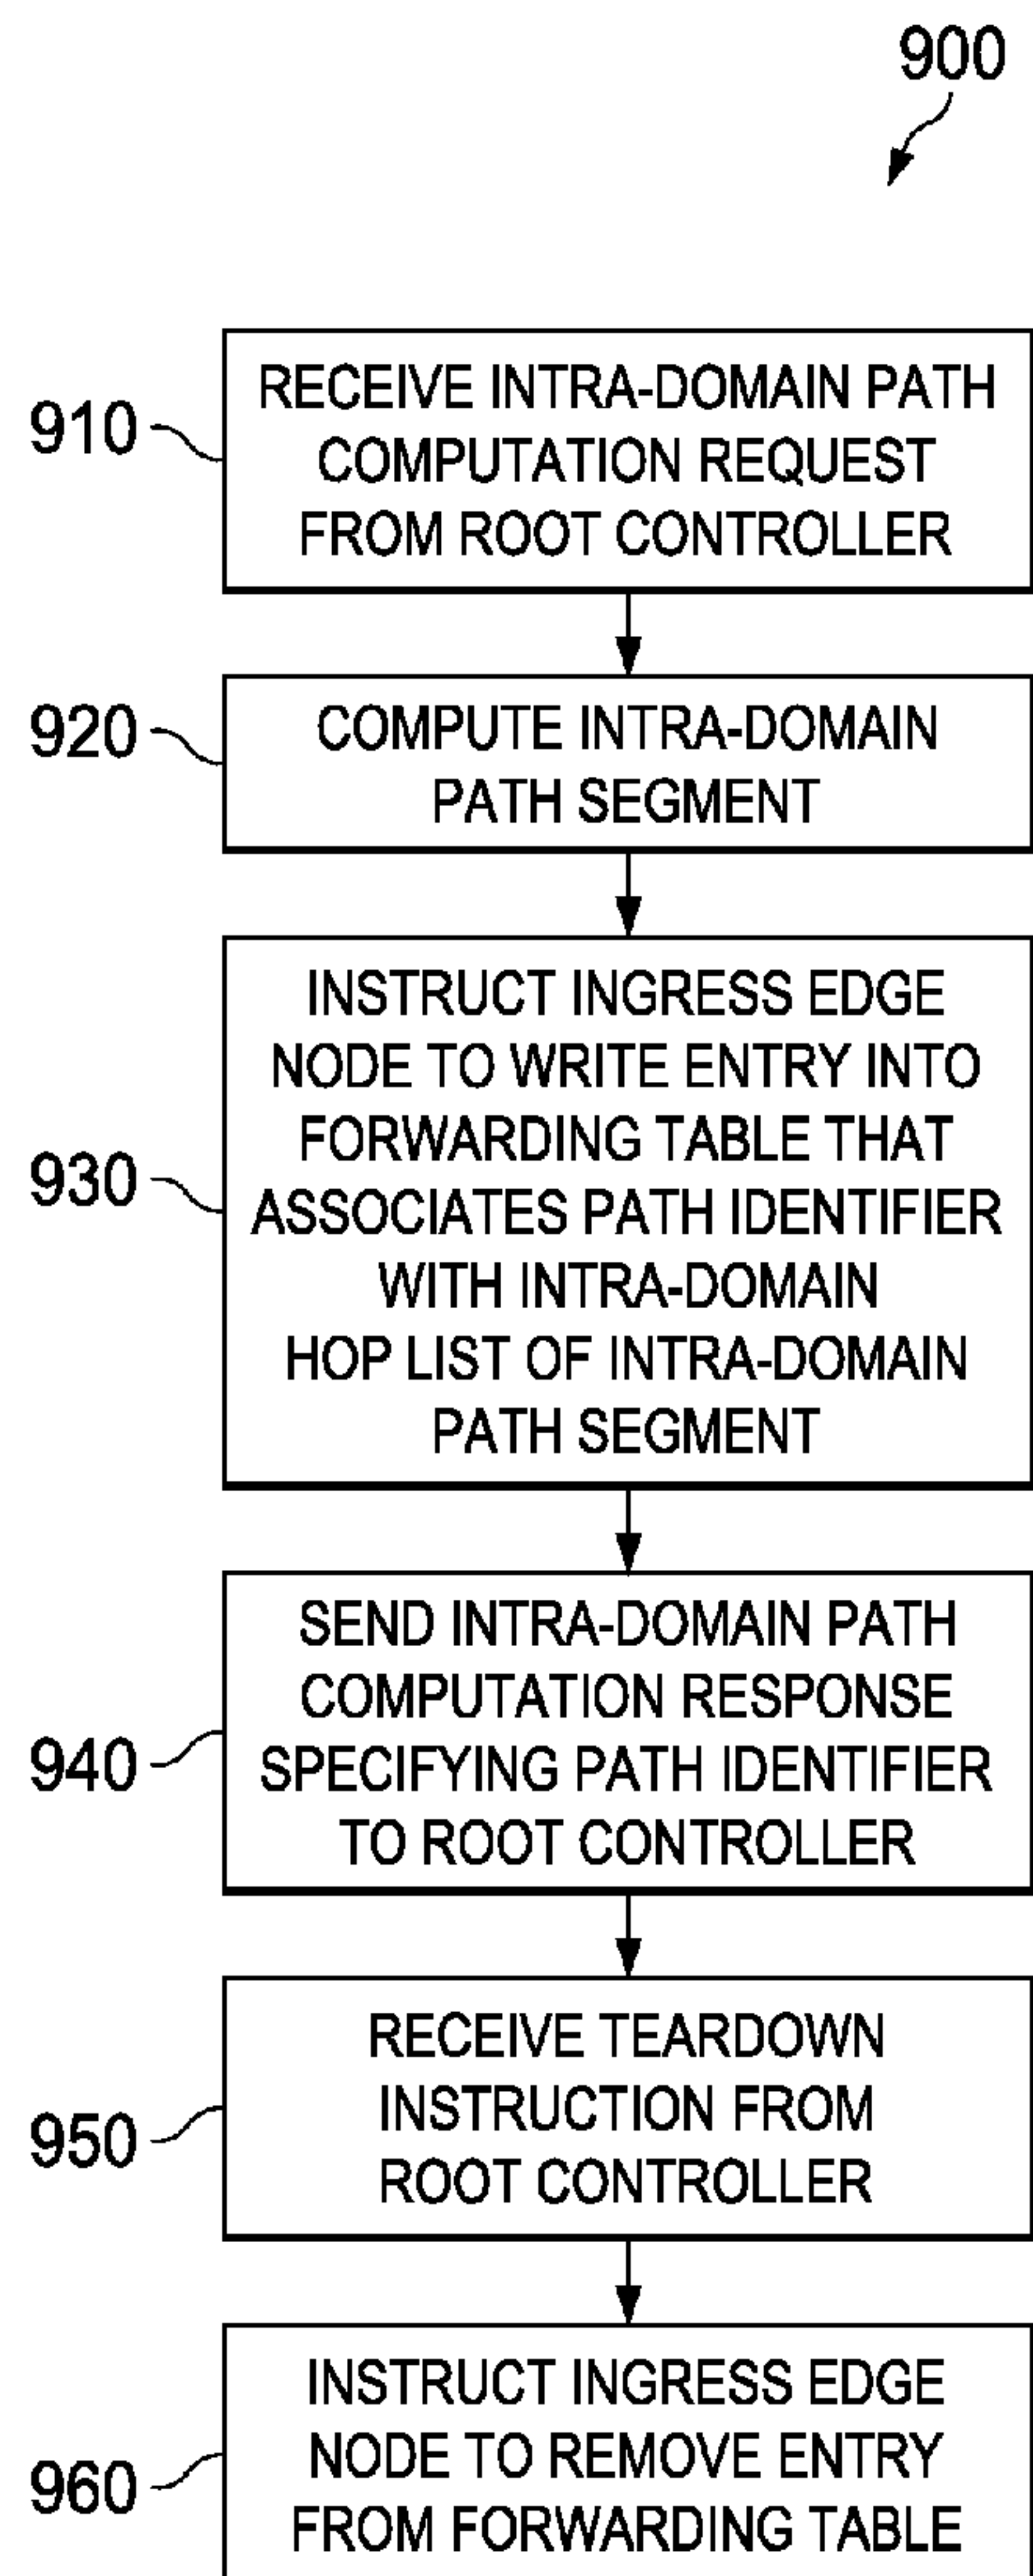 900
910
RECEIVE INTRA-DOMAIN PATH
COMPUTATION REQUEST
FROM ROOT CONTROLLER
920
COMPUTE INTRA-DOMAIN
PATH SEGMENT
930
INSTRUCT INGRESS EDGE
NODE TO WRITE ENTRY INTO
FORWARDING TABLE THAT
ASSOCIATES PATH IDENTIFIER
WITH INTRA-DOMAIN
HOP LIST OF INTRA-DOMAIN
PATH SEGMENT
940
SEND INTRA-DOMAIN PATH
COMPUTATION RESPONSE
SPECIFYING PATH IDENTIFIER
TO ROOT CONTROLLER
950
RECEIVE TEARDOWN
INSTRUCTION FROM
ROOT CONTROLLER
960
INSTRUCT INGRESS EDGE
NODE TO REMOVE ENTRY
FROM FORWARDING TABLE